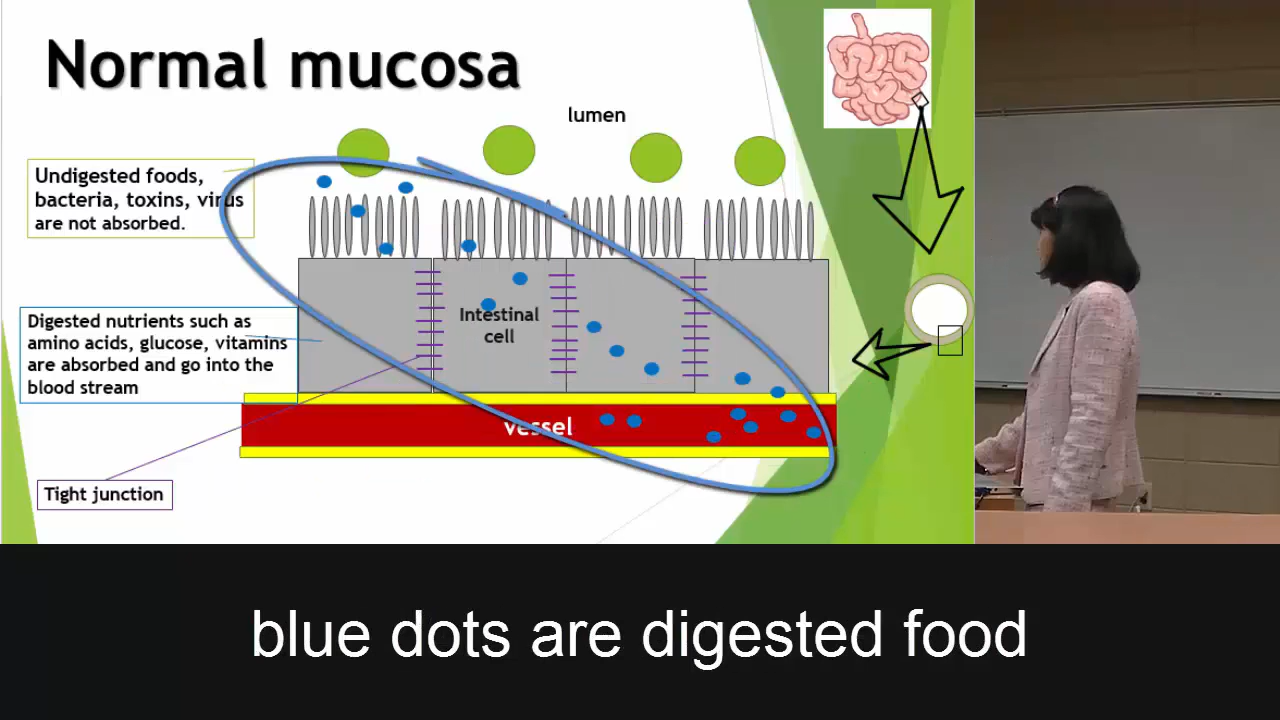 Normal mucosa
lumen
Undigested foods,
bacteria, toxins, virus
are not absorbed.
Digested nutrients such as
amino acids, glucose, vitamins
are absorbed and go into the
blood stream
Intestinal
cell
vessel
Tight junction
blue dots are digested food